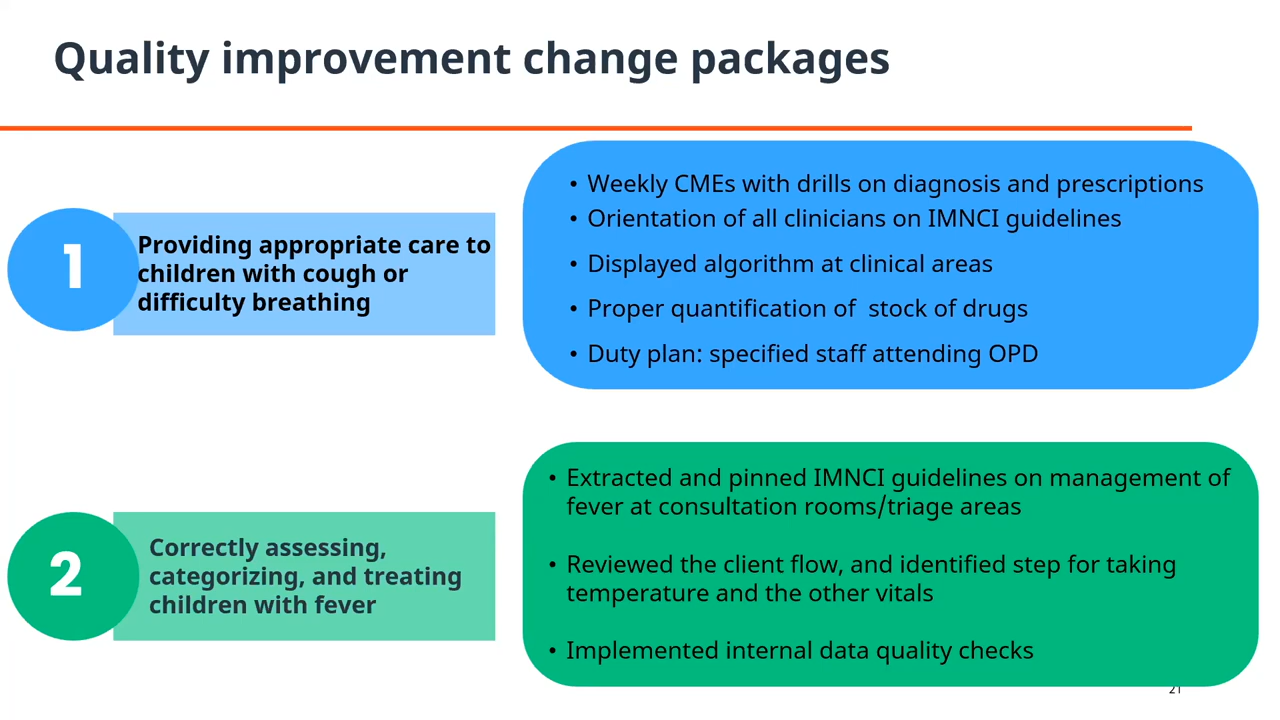 Quality improvement change packages
1
Providing appropriate care to
children with cough or
difficulty breathing
• Weekly CMEs with drills on diagnosis and prescriptions
• Orientation of all clinicians on IMNCI guidelines
• Displayed algorithm at clinical areas
• Proper quantification of  stock of drugs
• Duty plan: specified staff attending OPD
2
Correctly assessing,
categorizing, and treating
children with fever
• Extracted and pinned IMNCI guidelines on management of
fever at consultation rooms/triage areas
• Reviewed the client flow, and identified step for taking
temperature and the other vitals
• Implemented internal data quality checks
21